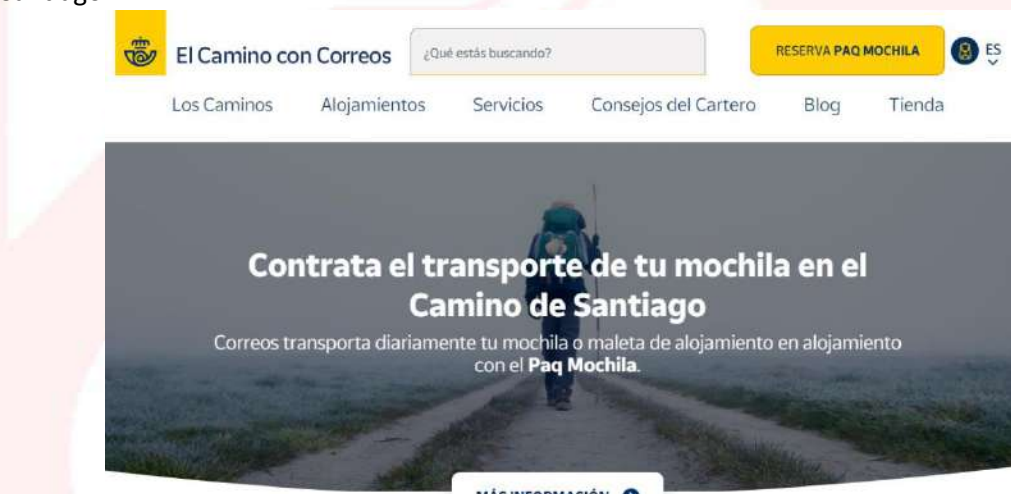 El Camino con Correos
¿Qué estás buscando?
RESERVA PAQ MOCHILA
ES
Los Caminos Alojamientos Servicios Consejos del Cartero Blog Tienda
Contrata el transporte de tu mochila en el
Camino de Santiago
Correos transporta diariamente tu mochila o maleta de alojamiento en alojamiento
con el Paq Mochila.
MÁS INFORMACIÓN